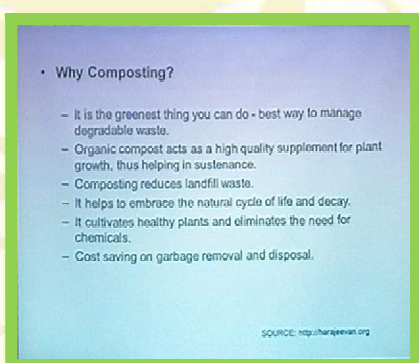 • Why Composting?
– It is the greenest thing you can do - best way to manage
degradable waste.
– Organic compost acts as a high quality supplement for plant
growth, thus helping in sustenance.
– Composting reduces landfill waste.
– It helps to embrace the natural cycle of life and decay.
– It cultivates healthy plants and eliminates the need for
chemicals.
– Cost saving on garbage removal and disposal.
SOURCE: http://harajeevan.org